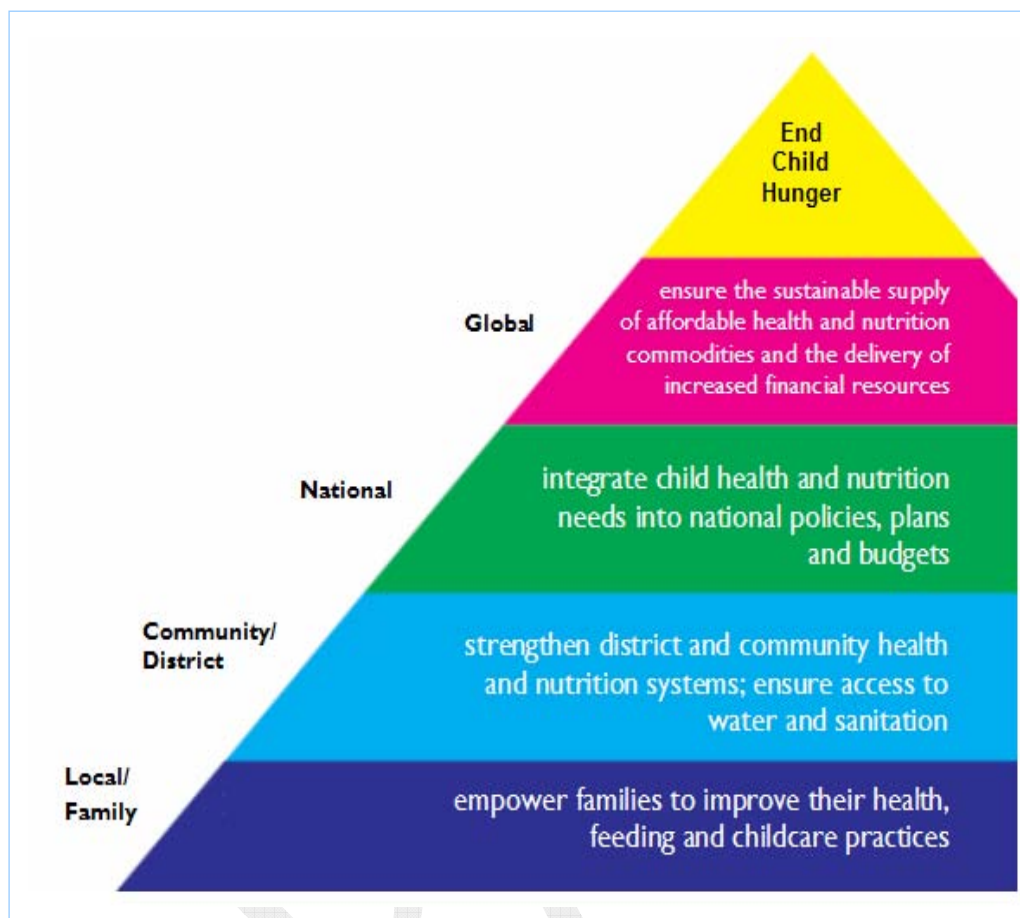 End
Child
Hunger
Global
ensure the sustainable supply
of affordable health and nutrition
commodities and the delivery of
increased financial resources
National
integrate child health and nutrition
needs into national policies, plans
and budgets
Community/
District
strengthen district and community health
and nutrition systems; ensure access to
water and sanitation
Local/
Family
empower families to improve their health,
feeding and childcare practices